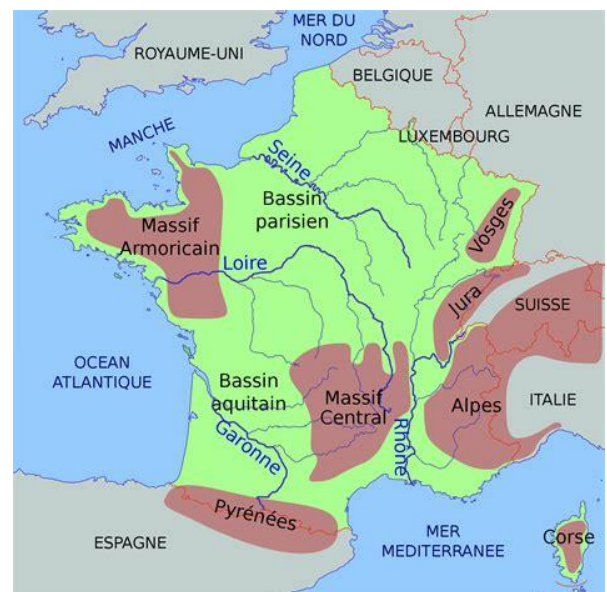 MER DU
NORD
ROYAUME-UNI
BELGIQUE
ALLEMAGNE
MANCHE
LUXEMBOURG
Seine
Bassin
parisien
Massif
Armoricain
Vosges
Loire
Jura
SUISSE
OCEAN
ATLANTIQUE
Bassin
aquitain
Massif
Central
Alpes
ITALIE
Garonne
Rhône
Pyrénées
ESPAGNE
MER
MEDITERRANEE
Corse